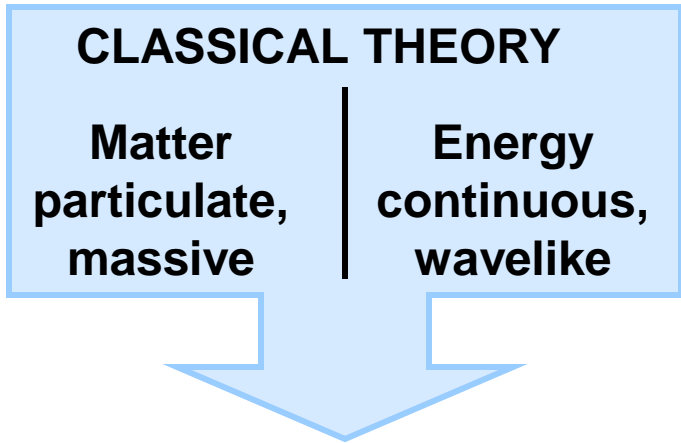 CLASSICAL THEORY
Matter
particulate,
massive
Energy
continuous,
wavelike